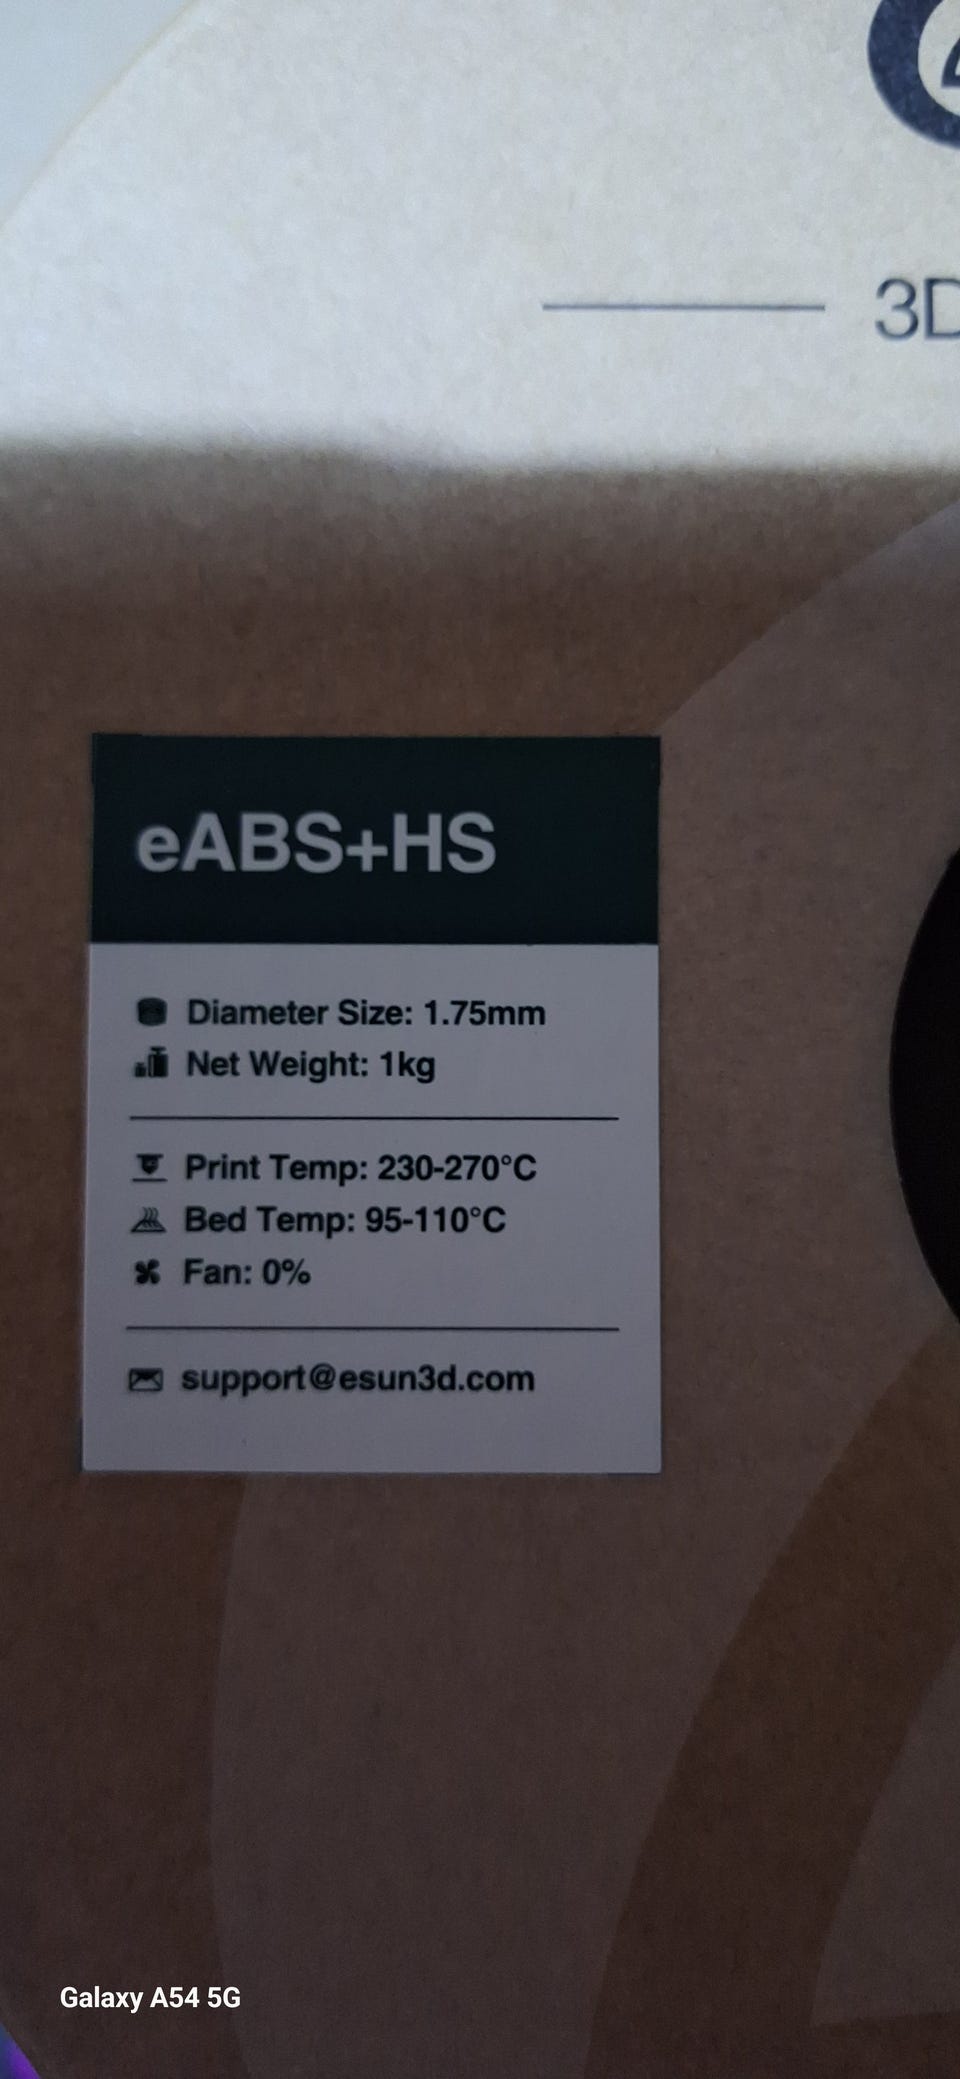 3D
eABS+HS
Diameter Size: 1.75mm
Net Weight: 1kg
Print Temp: 230-270°C
Bed Temp: 95-110°C
Fan: 0%
support@esun3d.com
Galaxy A54 5G